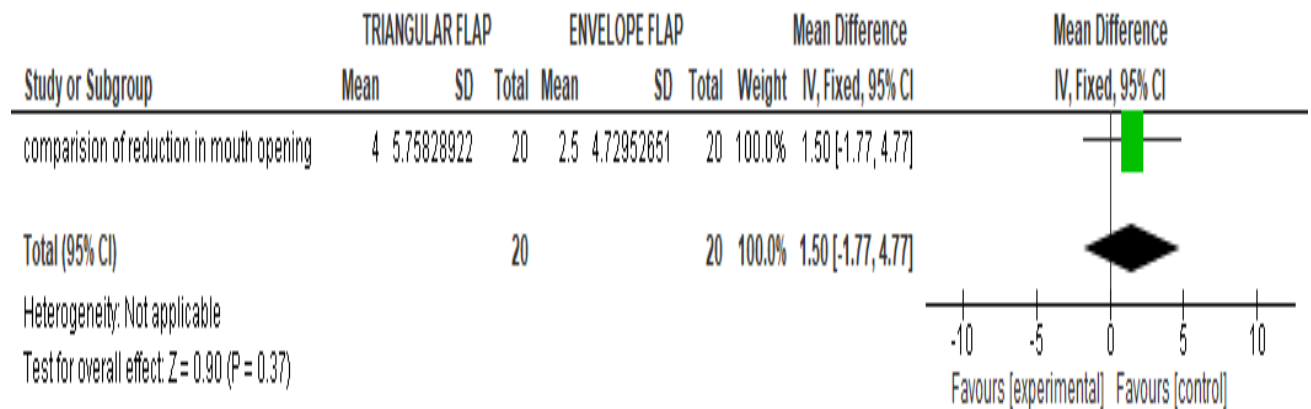 TRIANGULAR FLAP ENVELOPE FLAP Mean Difference Mean Difference
Study or Subgroup Mean SD Total Mean SD Total Weight IV, Fixed, 95% CI IV, Fixed, 95% CI
comparision of reduction in mouth opening 4 5.75828922 20 2.5 4.72952651 20 100.0% 1.50 [-1.77, 4.77]
Total (95% CI) 20 20 100.0% 1.50 [-1.77, 4.77]
Heterogeneity: Not applicable
Test for overall effect: Z = 0.90 (P = 0.37)
-10 -5 0 5 10
Favours [experimental] Favours [control]